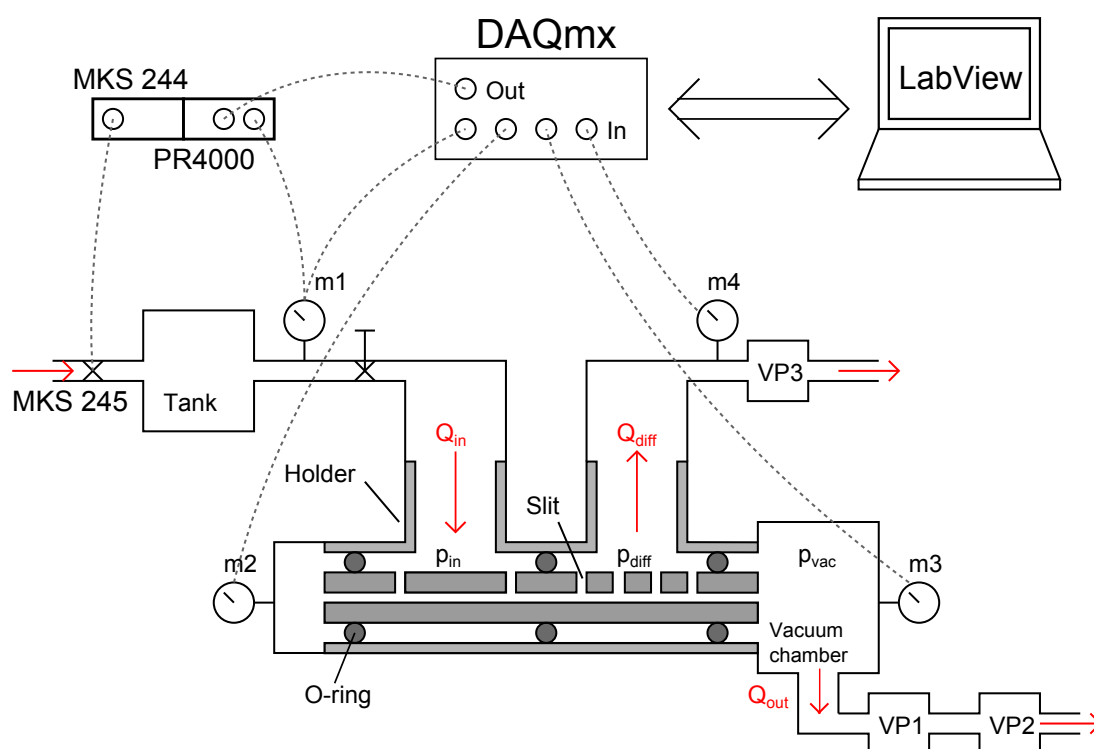 DAQmx
MKS 244
Out
LabView
In
PR4000
m1
m4
MKS 245
Tank
VP3
Q_in
Q_diff
Holder
Slit
m2
p_in
p_diff
p_vac
m3
Vacuum
chamber
O-ring
Q_out
VP1
VP2